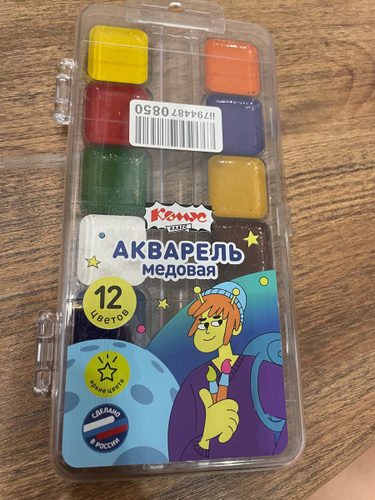 ii794487 0850
Комус
КЛАСС
АКВАРЕЛЬ
медовая
12
цветов
яркие цвета
СДЕЛАНО
В РОССИИ